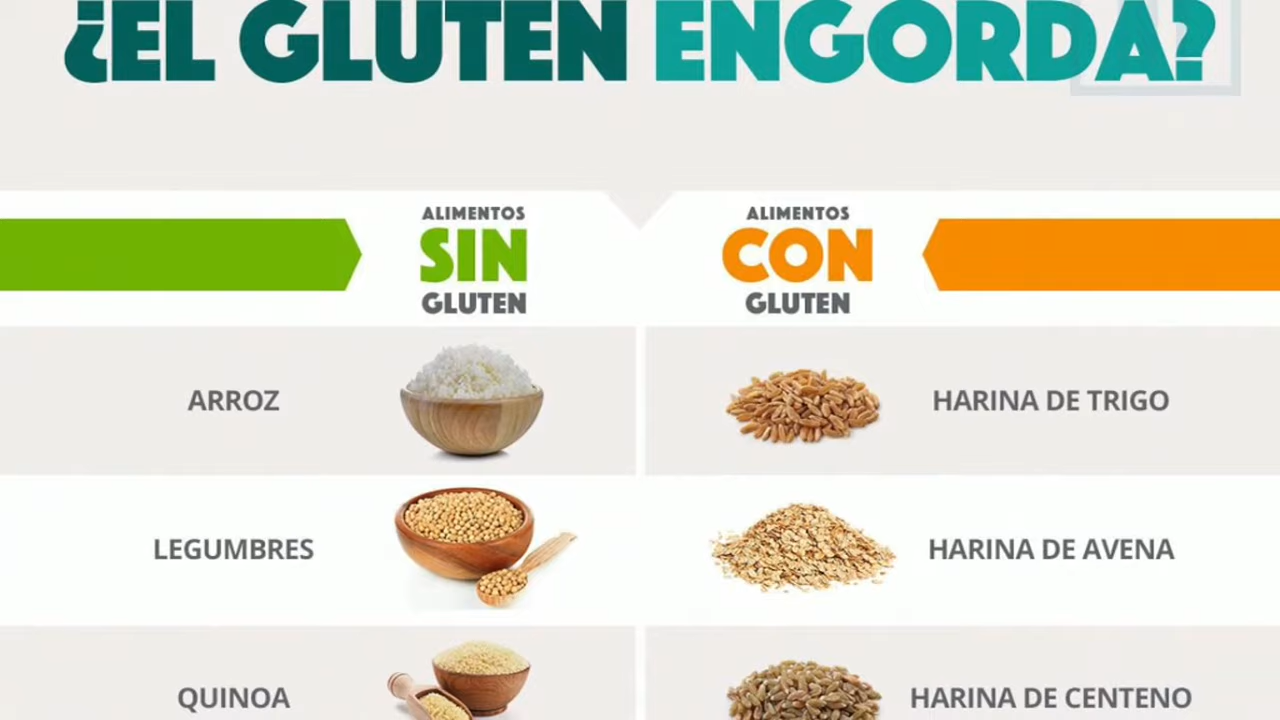 ¿EL GLUTEN ENGORDA?
ALIMENTOS
SIN
GLUTEN
ALIMENTOS
CON
GLUTEN
ARROZ
HARINA DE TRIGO
LEGUMBRES
HARINA DE AVENA
QUINOA
HARINA DE CENTENO